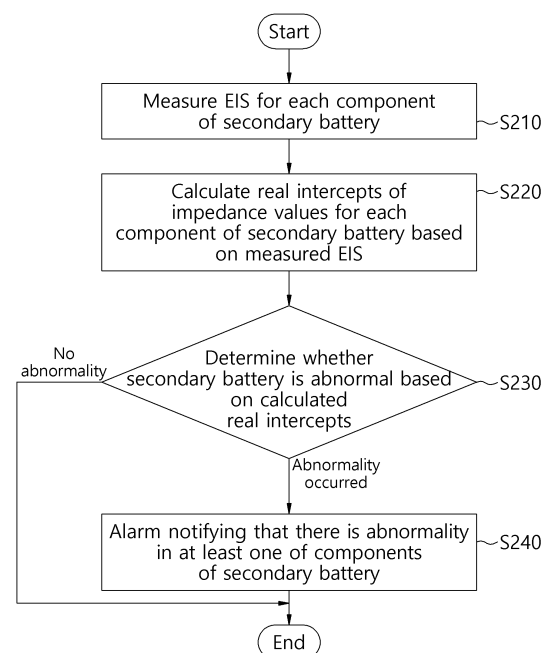 Start
Measure EIS for each component
of secondary battery
S210
Calculate real intercepts of
impedance values for each
component of secondary battery based
on measured EIS
S220
No
abnormality
Determine whether
secondary battery is abnormal based
on calculated
real intercepts
S230
Abnormality
occurred
Alarm notifying that there is abnormality
in at least one of components
of secondary battery
S240
End